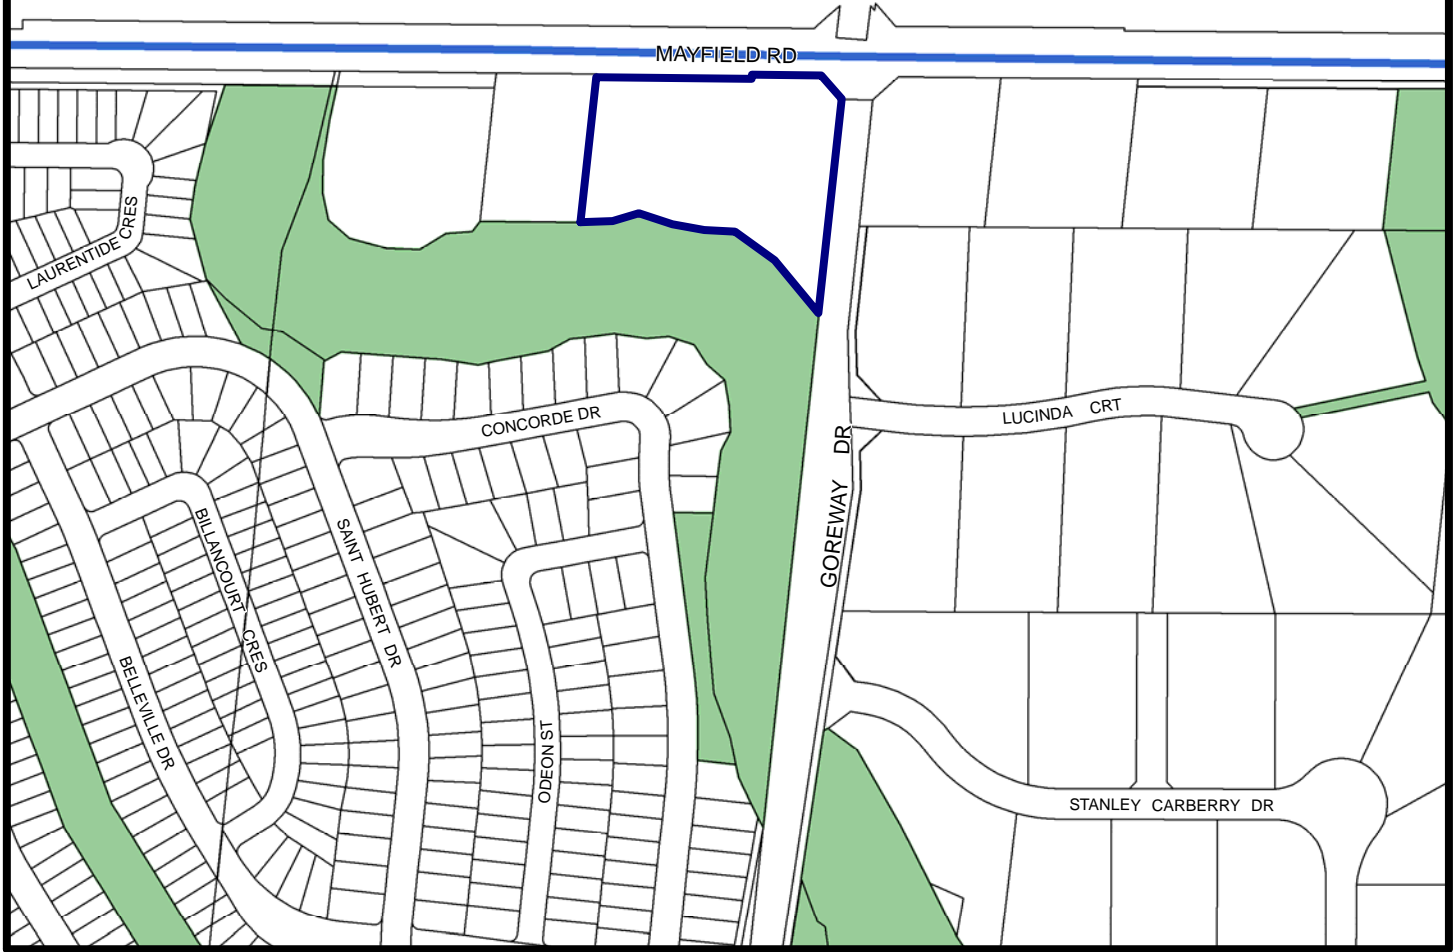 MAYFIELD RD
LAURENTIDE CRES
CONCORDE DR
LUCINDA CRT
GOREWAY DR
BILLANCOURT CRES
SAINT HUBERT DR
BELLEVILLE DR
ODEON ST
STANLEY CARBERRY DR